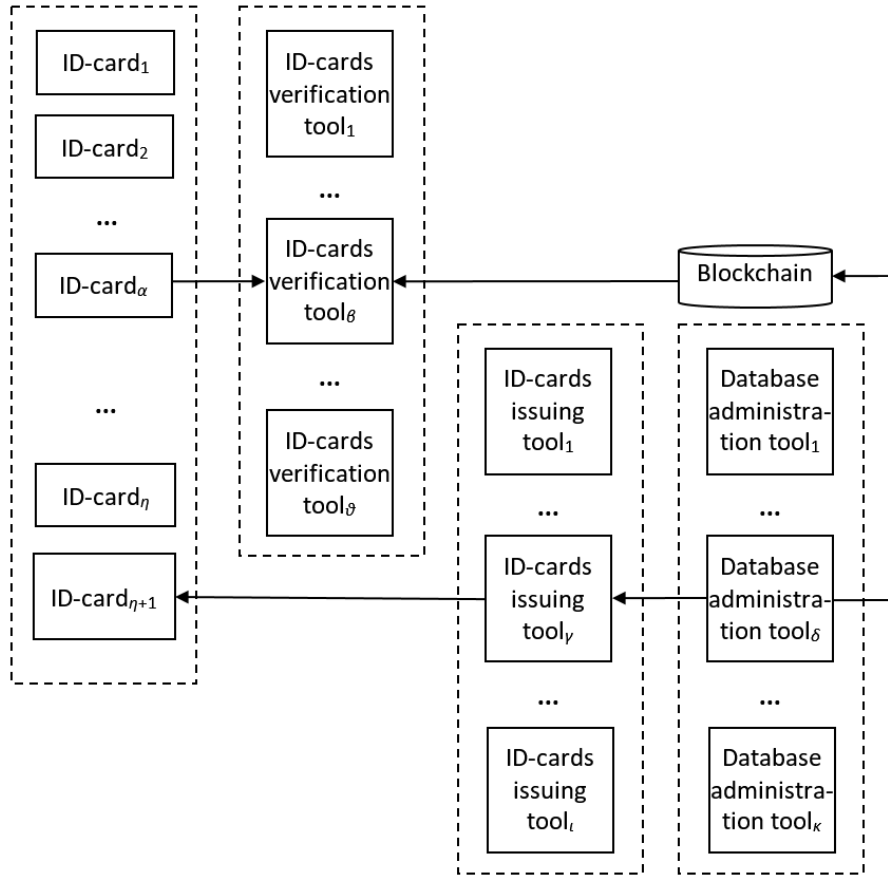 ID-card₁
ID-card₂
...
ID-cardα
...
ID-cardη
ID-cardη+1
ID-cards
verification
tool₁
...
ID-cards
verification
toolβ
...
ID-cards
verification
toolϑ
Blockchain
ID-cards
issuing
tool₁
...
ID-cards
issuing
toolγ
...
ID-cards
issuing
toolι
Database
administra-
tion tool₁
...
Database
administra-
tion toolδ
...
Database
administra-
tion toolκ